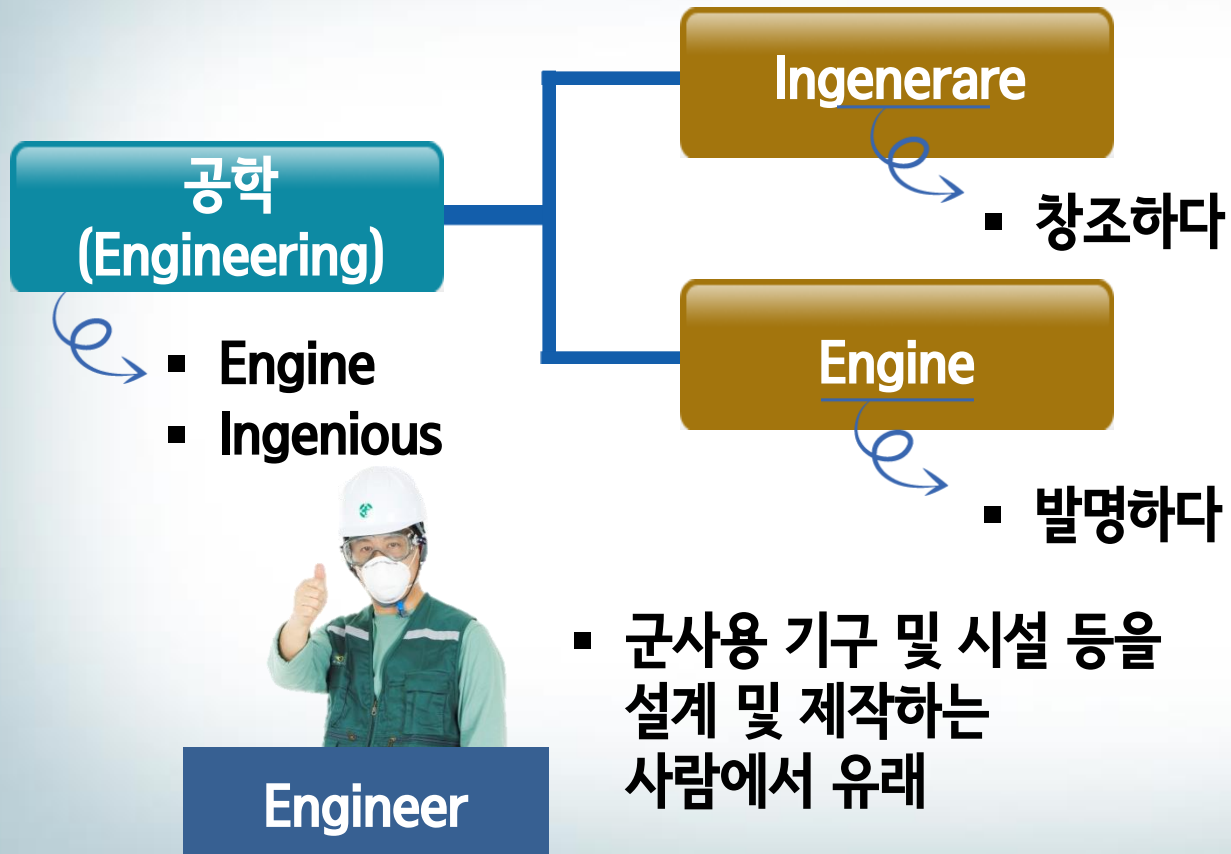 공학
(Engineering)
▪ Engine
▪ Ingenious
Ingenerare
▪ 창조하다
Engine
▪ 발명하다
Engineer
▪ 군사용 기구 및 시설 등을
설계 및 제작하는
사람에서 유래